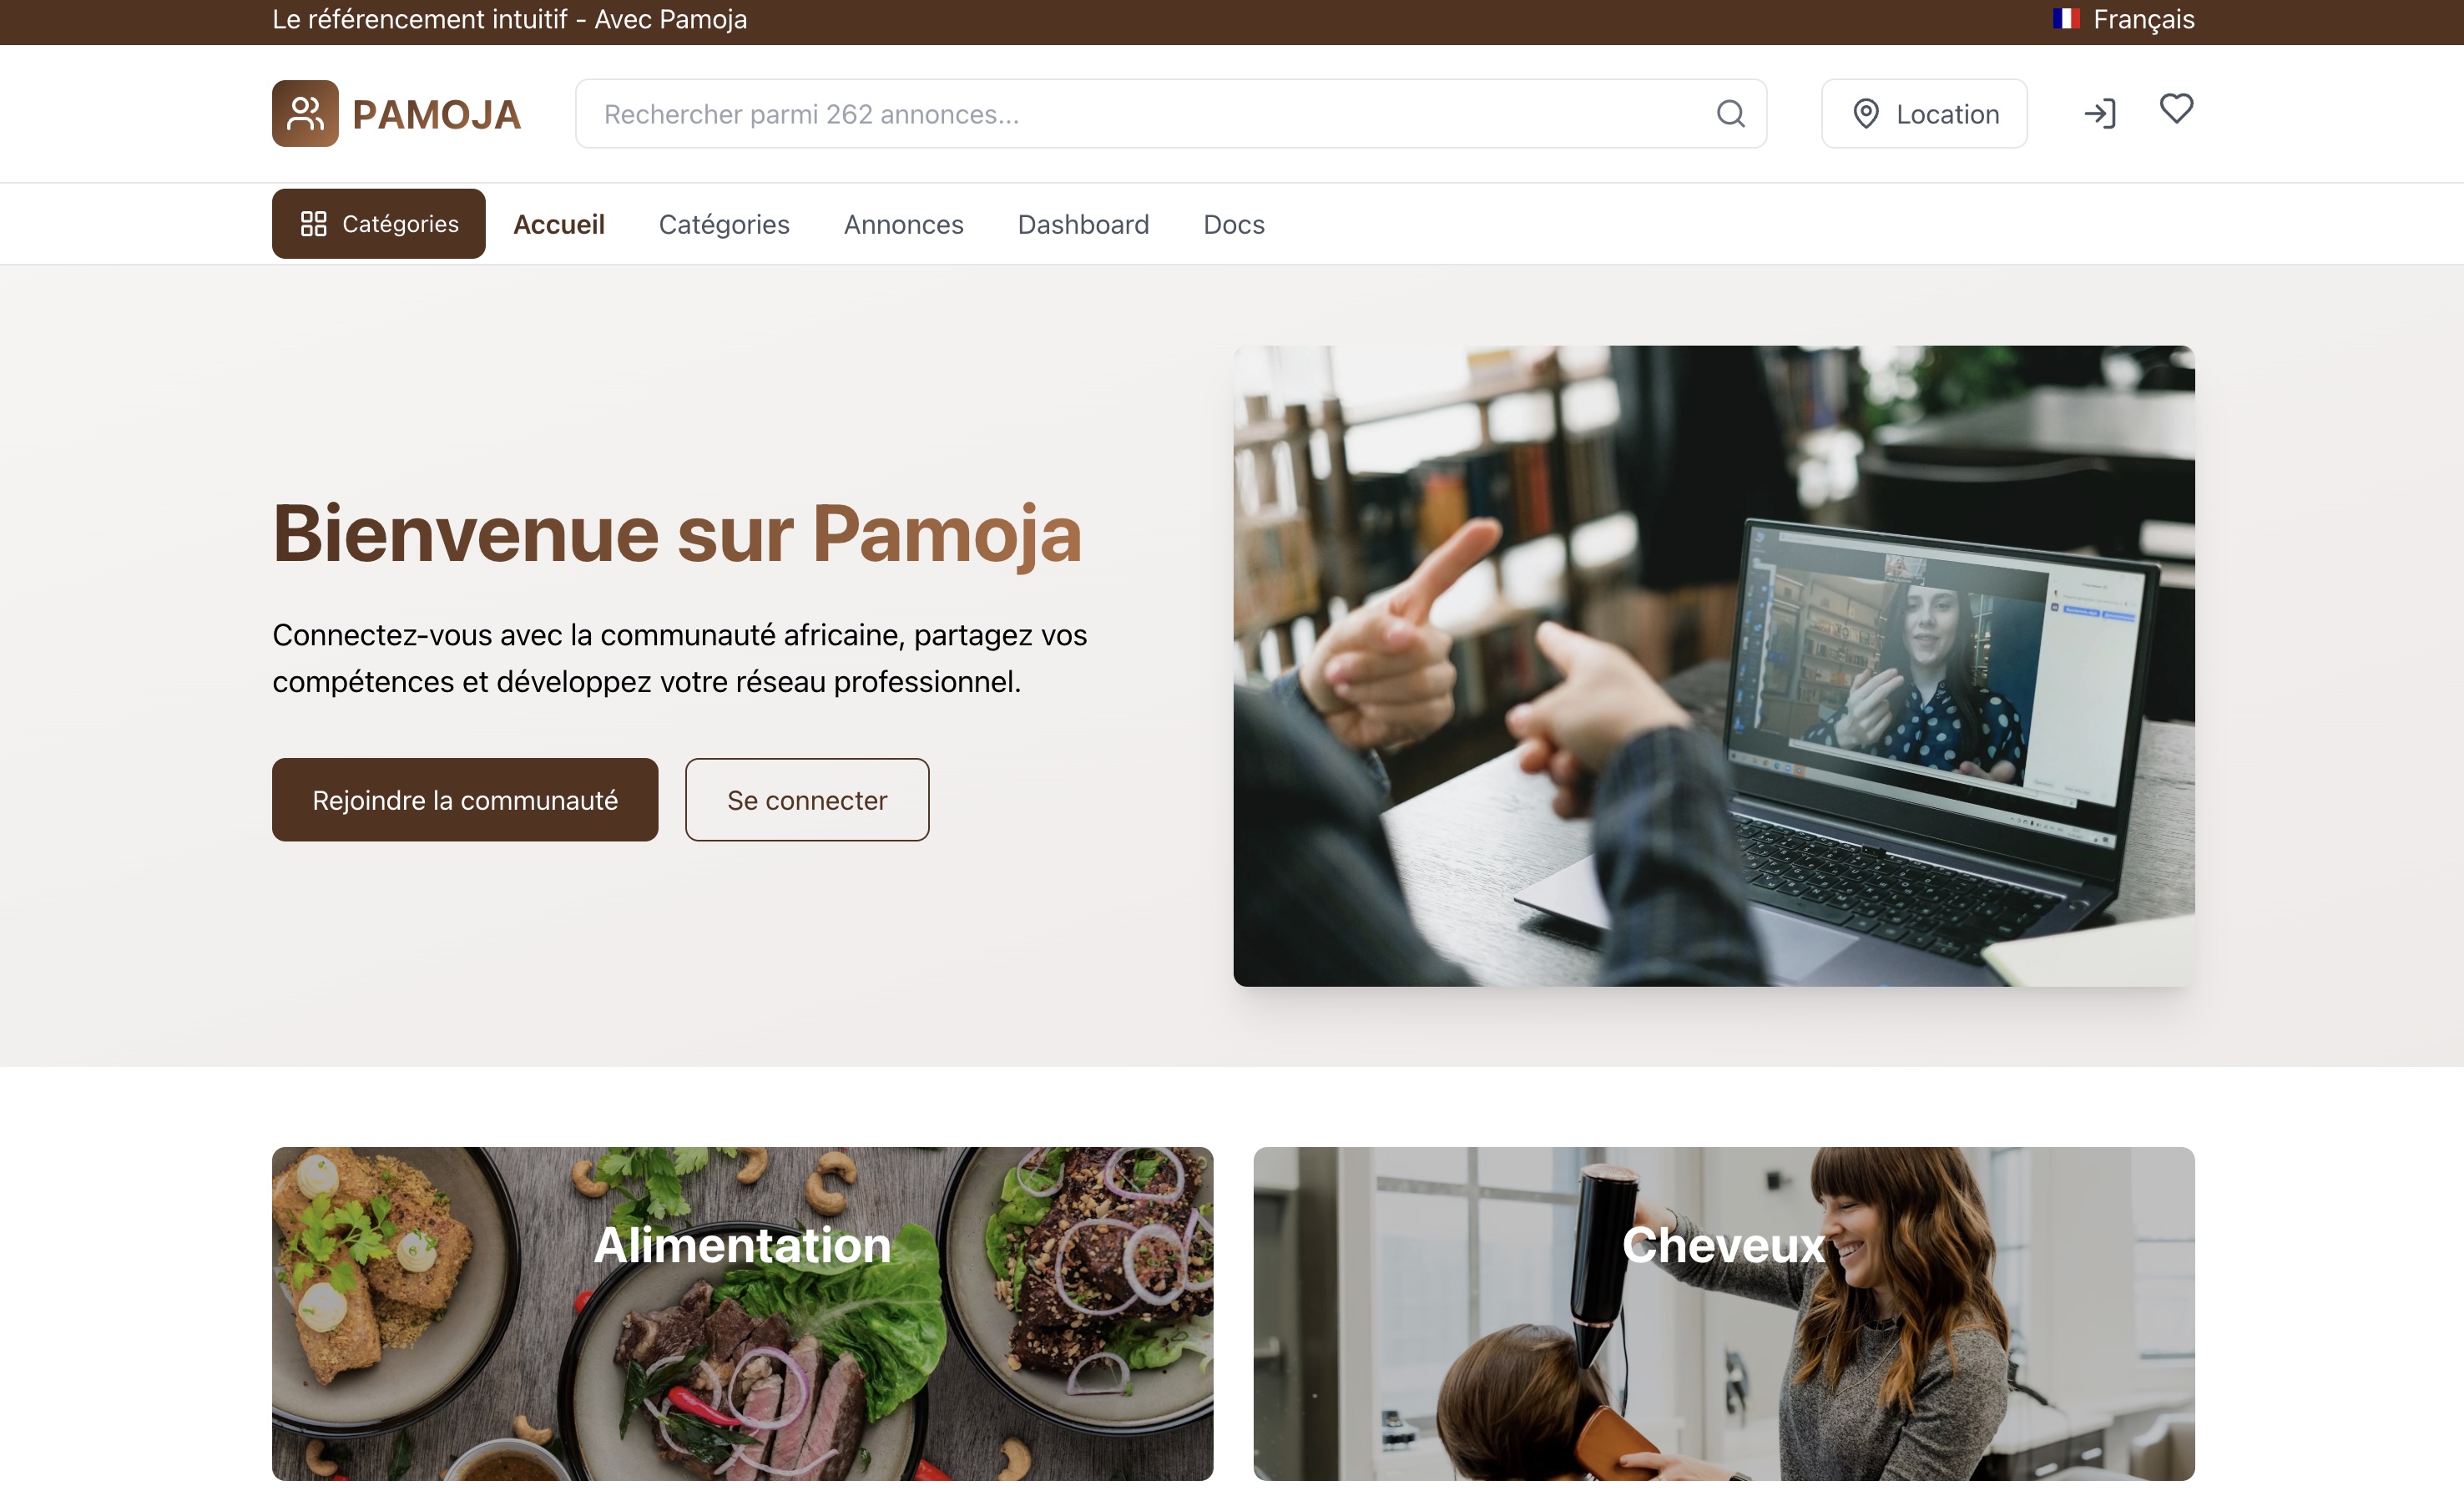 Le référencement intuitif - Avec Pamoja
Français
PAMOJA
Rechercher parmi 262 annonces...
Location
Catégories
Accueil
Catégories
Annonces
Dashboard
Docs
Bienvenue sur Pamoja
Connectez-vous avec la communauté africaine, partagez vos
compétences et développez votre réseau professionnel.
Rejoindre la communauté
Se connecter
Alimentation
Cheveux